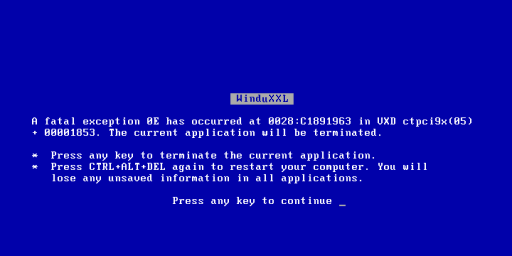 WinduXXL
A fatal exception 0E has occurred at 0028:C1891963 in VXD ctpci9x(05)
+ 00001853. The current application will be terminated.
* Press any key to terminate the current application.
* Press CTRL+ALT+DEL again to restart your computer. You will
lose any unsaved information in all applications.
Press any key to continue _